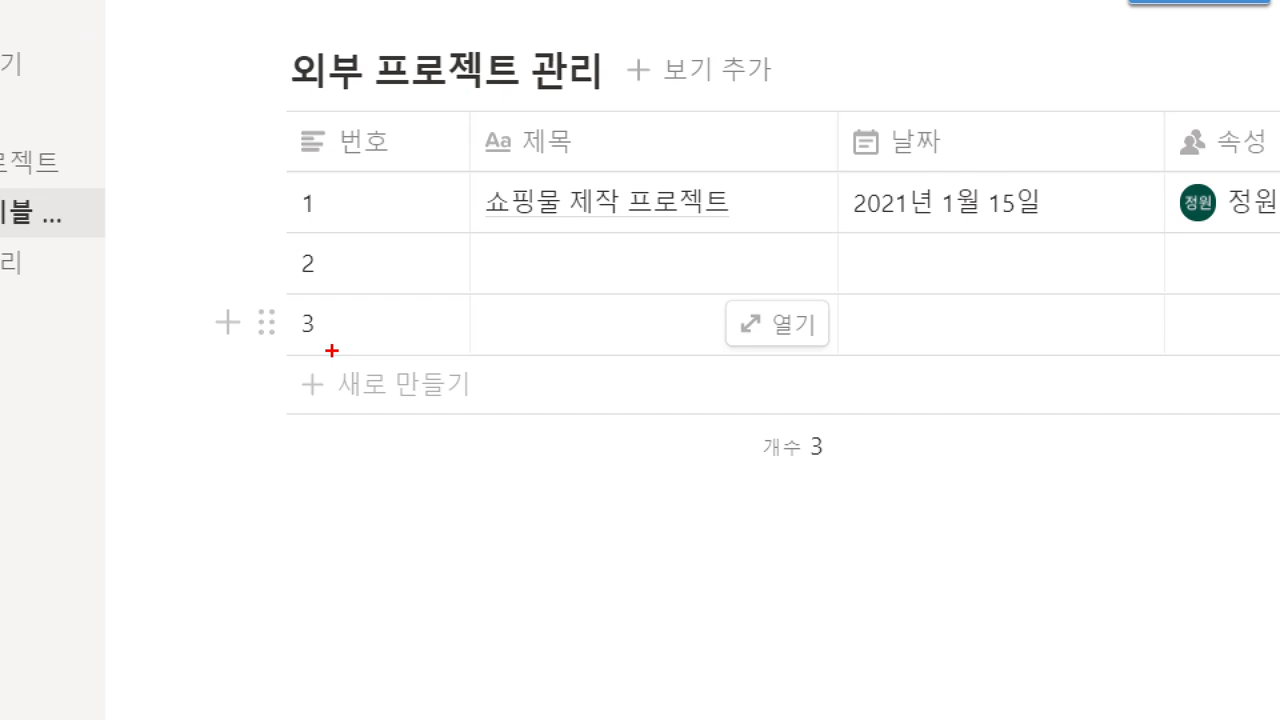 기
외부 프로젝트 관리 + 보기 추가
번호 Aa 제목 날짜 속성
로젝트
1 쇼핑물 제작 프로젝트 2021년 1월 15일 정원 정원
블 ...
2
리
3 열기
+ 새로 만들기
개수 3